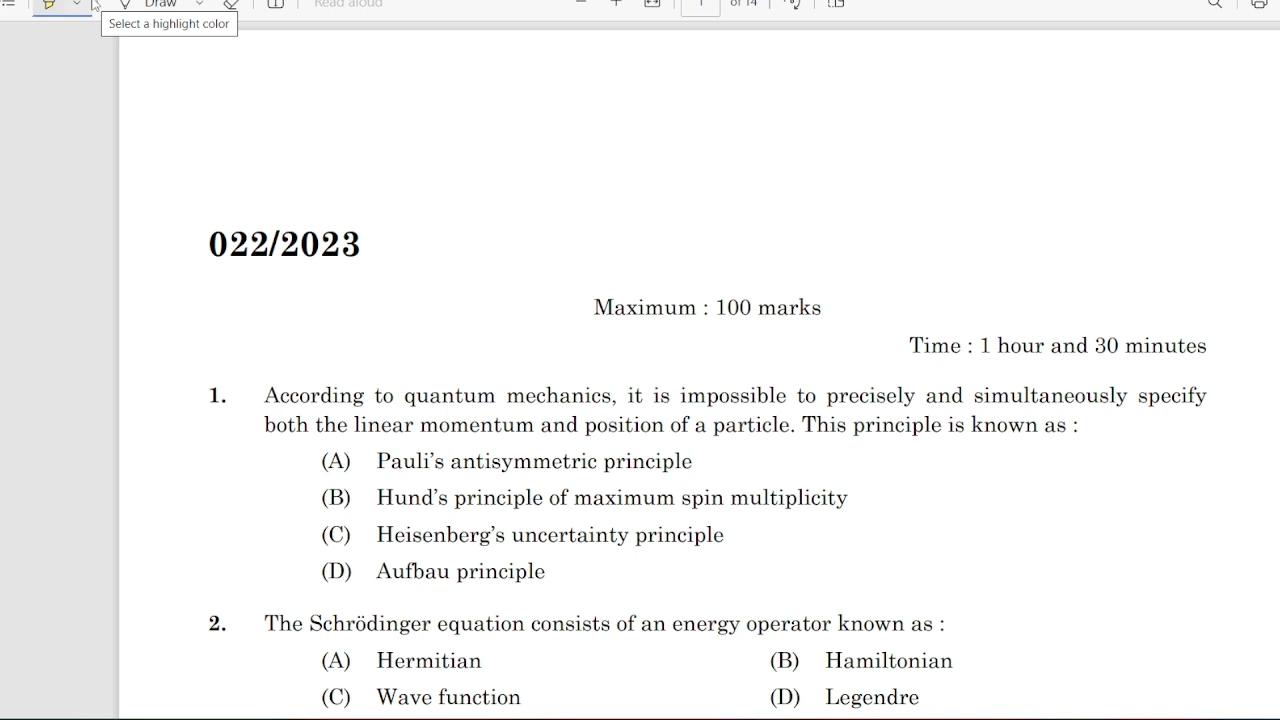 Draw
Read aloud
1
of 14
Select a highlight color
022/2023
Maximum : 100 marks
Time : 1 hour and 30 minutes
1. According to quantum mechanics, it is impossible to precisely and simultaneously specify
both the linear momentum and position of a particle. This principle is known as :
(A) Pauli’s antisymmetric principle
(B) Hund’s principle of maximum spin multiplicity
(C) Heisenberg’s uncertainty principle
(D) Aufbau principle
2. The Schrödinger equation consists of an energy operator known as :
(A) Hermitian (B) Hamiltonian
(C) Wave function (D) Legendre